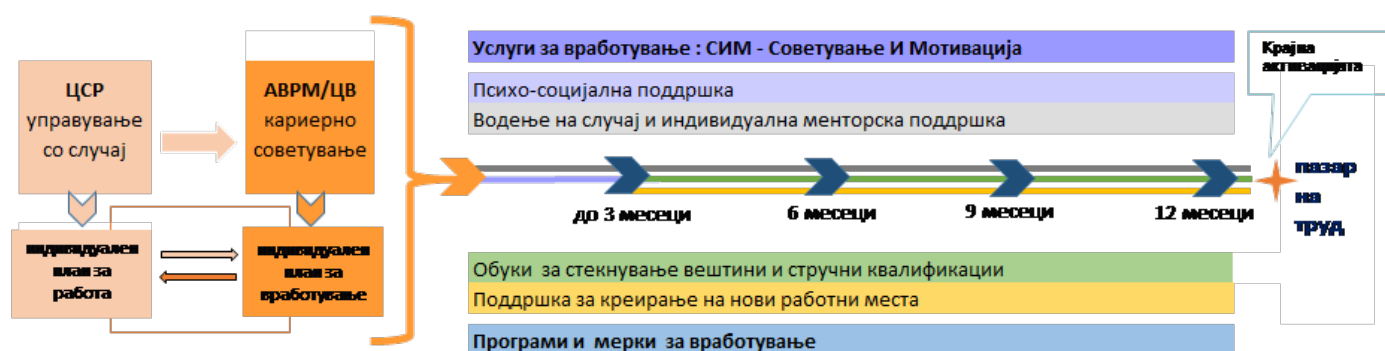 ЦСР
управување
со случај
АВРМ/ЦВ
кариерно
советување
индивидуален
план за
работа
индивидуален
план за
вработување
Услуги за вработување : СИМ - Советување И Мотивација
Психо-социјална поддршка
Водење на случај и индивидуална менторска поддршка
до 3 месеци
6 месеци
9 месеци
12 месеци
Обуки за стекнување вештини и стручни квалификации
Поддршка за креирање на нови работни места
Програми и мерки за вработување
Крајна
активацијата
пазар
на
труд